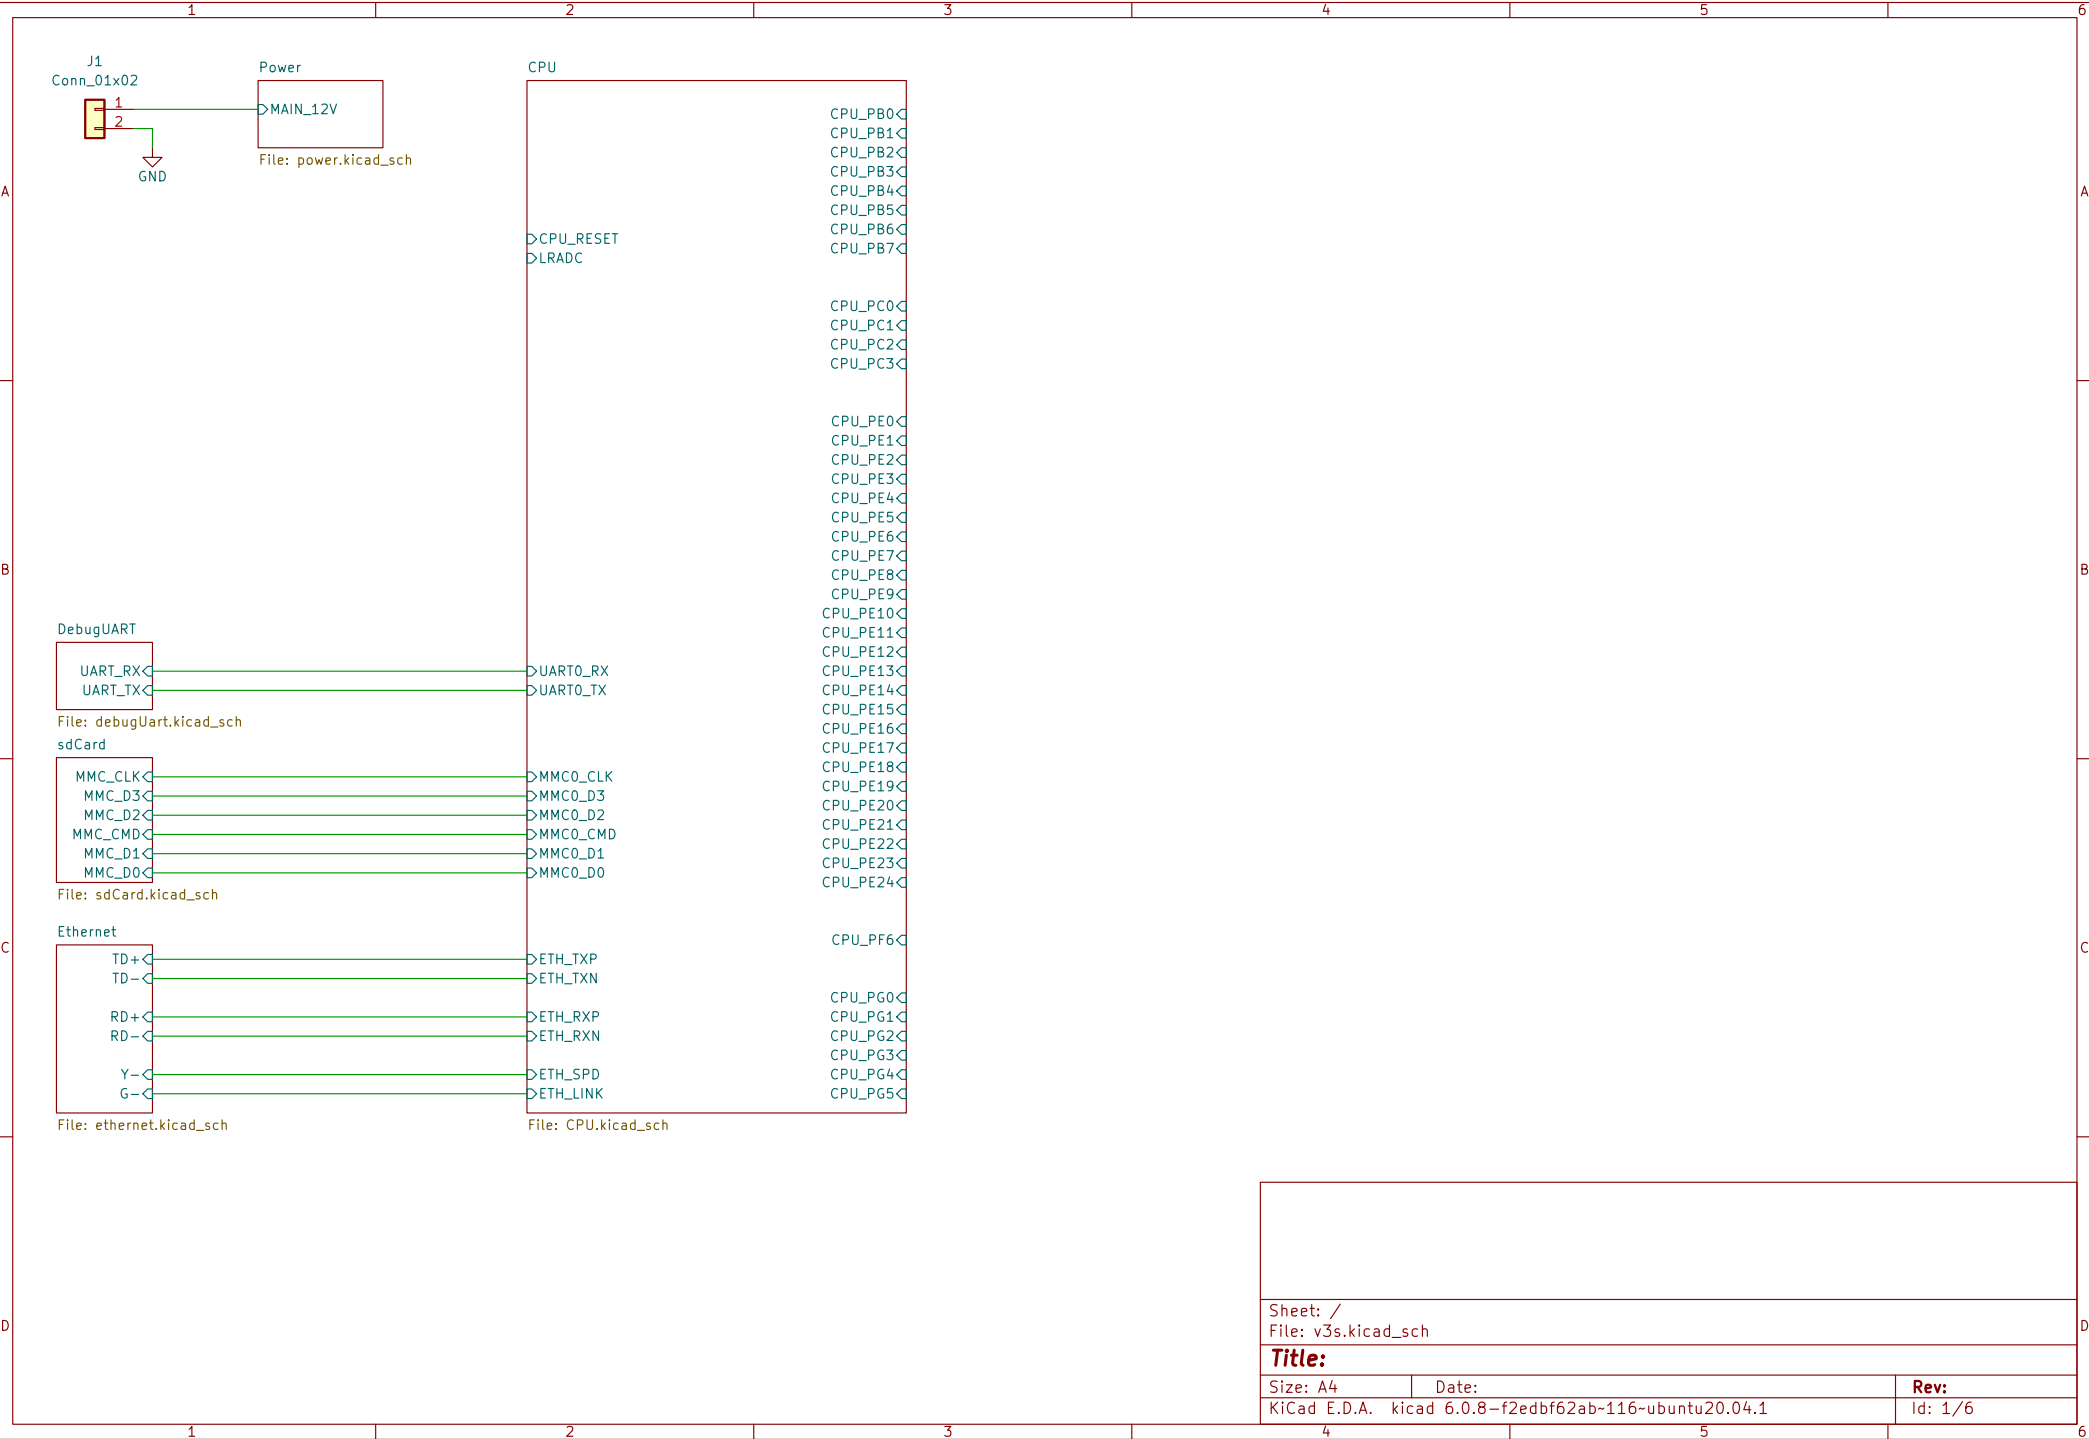 1 2 3 4 5 6
J1
Conn_01x02
1
2
GND
Power
MAIN_12V
File: power.kicad_sch
CPU
CPU_RESET
LRADC
UART0_RX
UART0_TX
MMC0_CLK
MMC0_D3
MMC0_D2
MMC0_CMD
MMC0_D1
MMC0_D0
ETH_TXP
ETH_TXN
ETH_RXP
ETH_RXN
ETH_SPD
ETH_LINK
CPU_PB0
CPU_PB1
CPU_PB2
CPU_PB3
CPU_PB4
CPU_PB5
CPU_PB6
CPU_PB7
CPU_PC0
CPU_PC1
CPU_PC2
CPU_PC3
CPU_PE0
CPU_PE1
CPU_PE2
CPU_PE3
CPU_PE4
CPU_PE5
CPU_PE6
CPU_PE7
CPU_PE8
CPU_PE9
CPU_PE10
CPU_PE11
CPU_PE12
CPU_PE13
CPU_PE14
CPU_PE15
CPU_PE16
CPU_PE17
CPU_PE18
CPU_PE19
CPU_PE20
CPU_PE21
CPU_PE22
CPU_PE23
CPU_PE24
CPU_PF6
CPU_PG0
CPU_PG1
CPU_PG2
CPU_PG3
CPU_PG4
CPU_PG5
File: CPU.kicad_sch
DebugUART
UART_RX
UART_TX
File: debugUart.kicad_sch
sdCard
MMC_CLK
MMC_D3
MMC_D2
MMC_CMD
MMC_D1
MMC_D0
File: sdCard.kicad_sch
Ethernet
TD+
TD-
RD+
RD-
Y-
G-
File: ethernet.kicad_sch
A A
B B
C C
D D
Sheet: /
File: v3s.kicad_sch
Title:
Size: A4 Date: Rev:
KiCad E.D.A. kicad 6.0.8-f2edbf62ab~116~ubuntu20.04.1 Id: 1/6
1 2 3 4 5 6